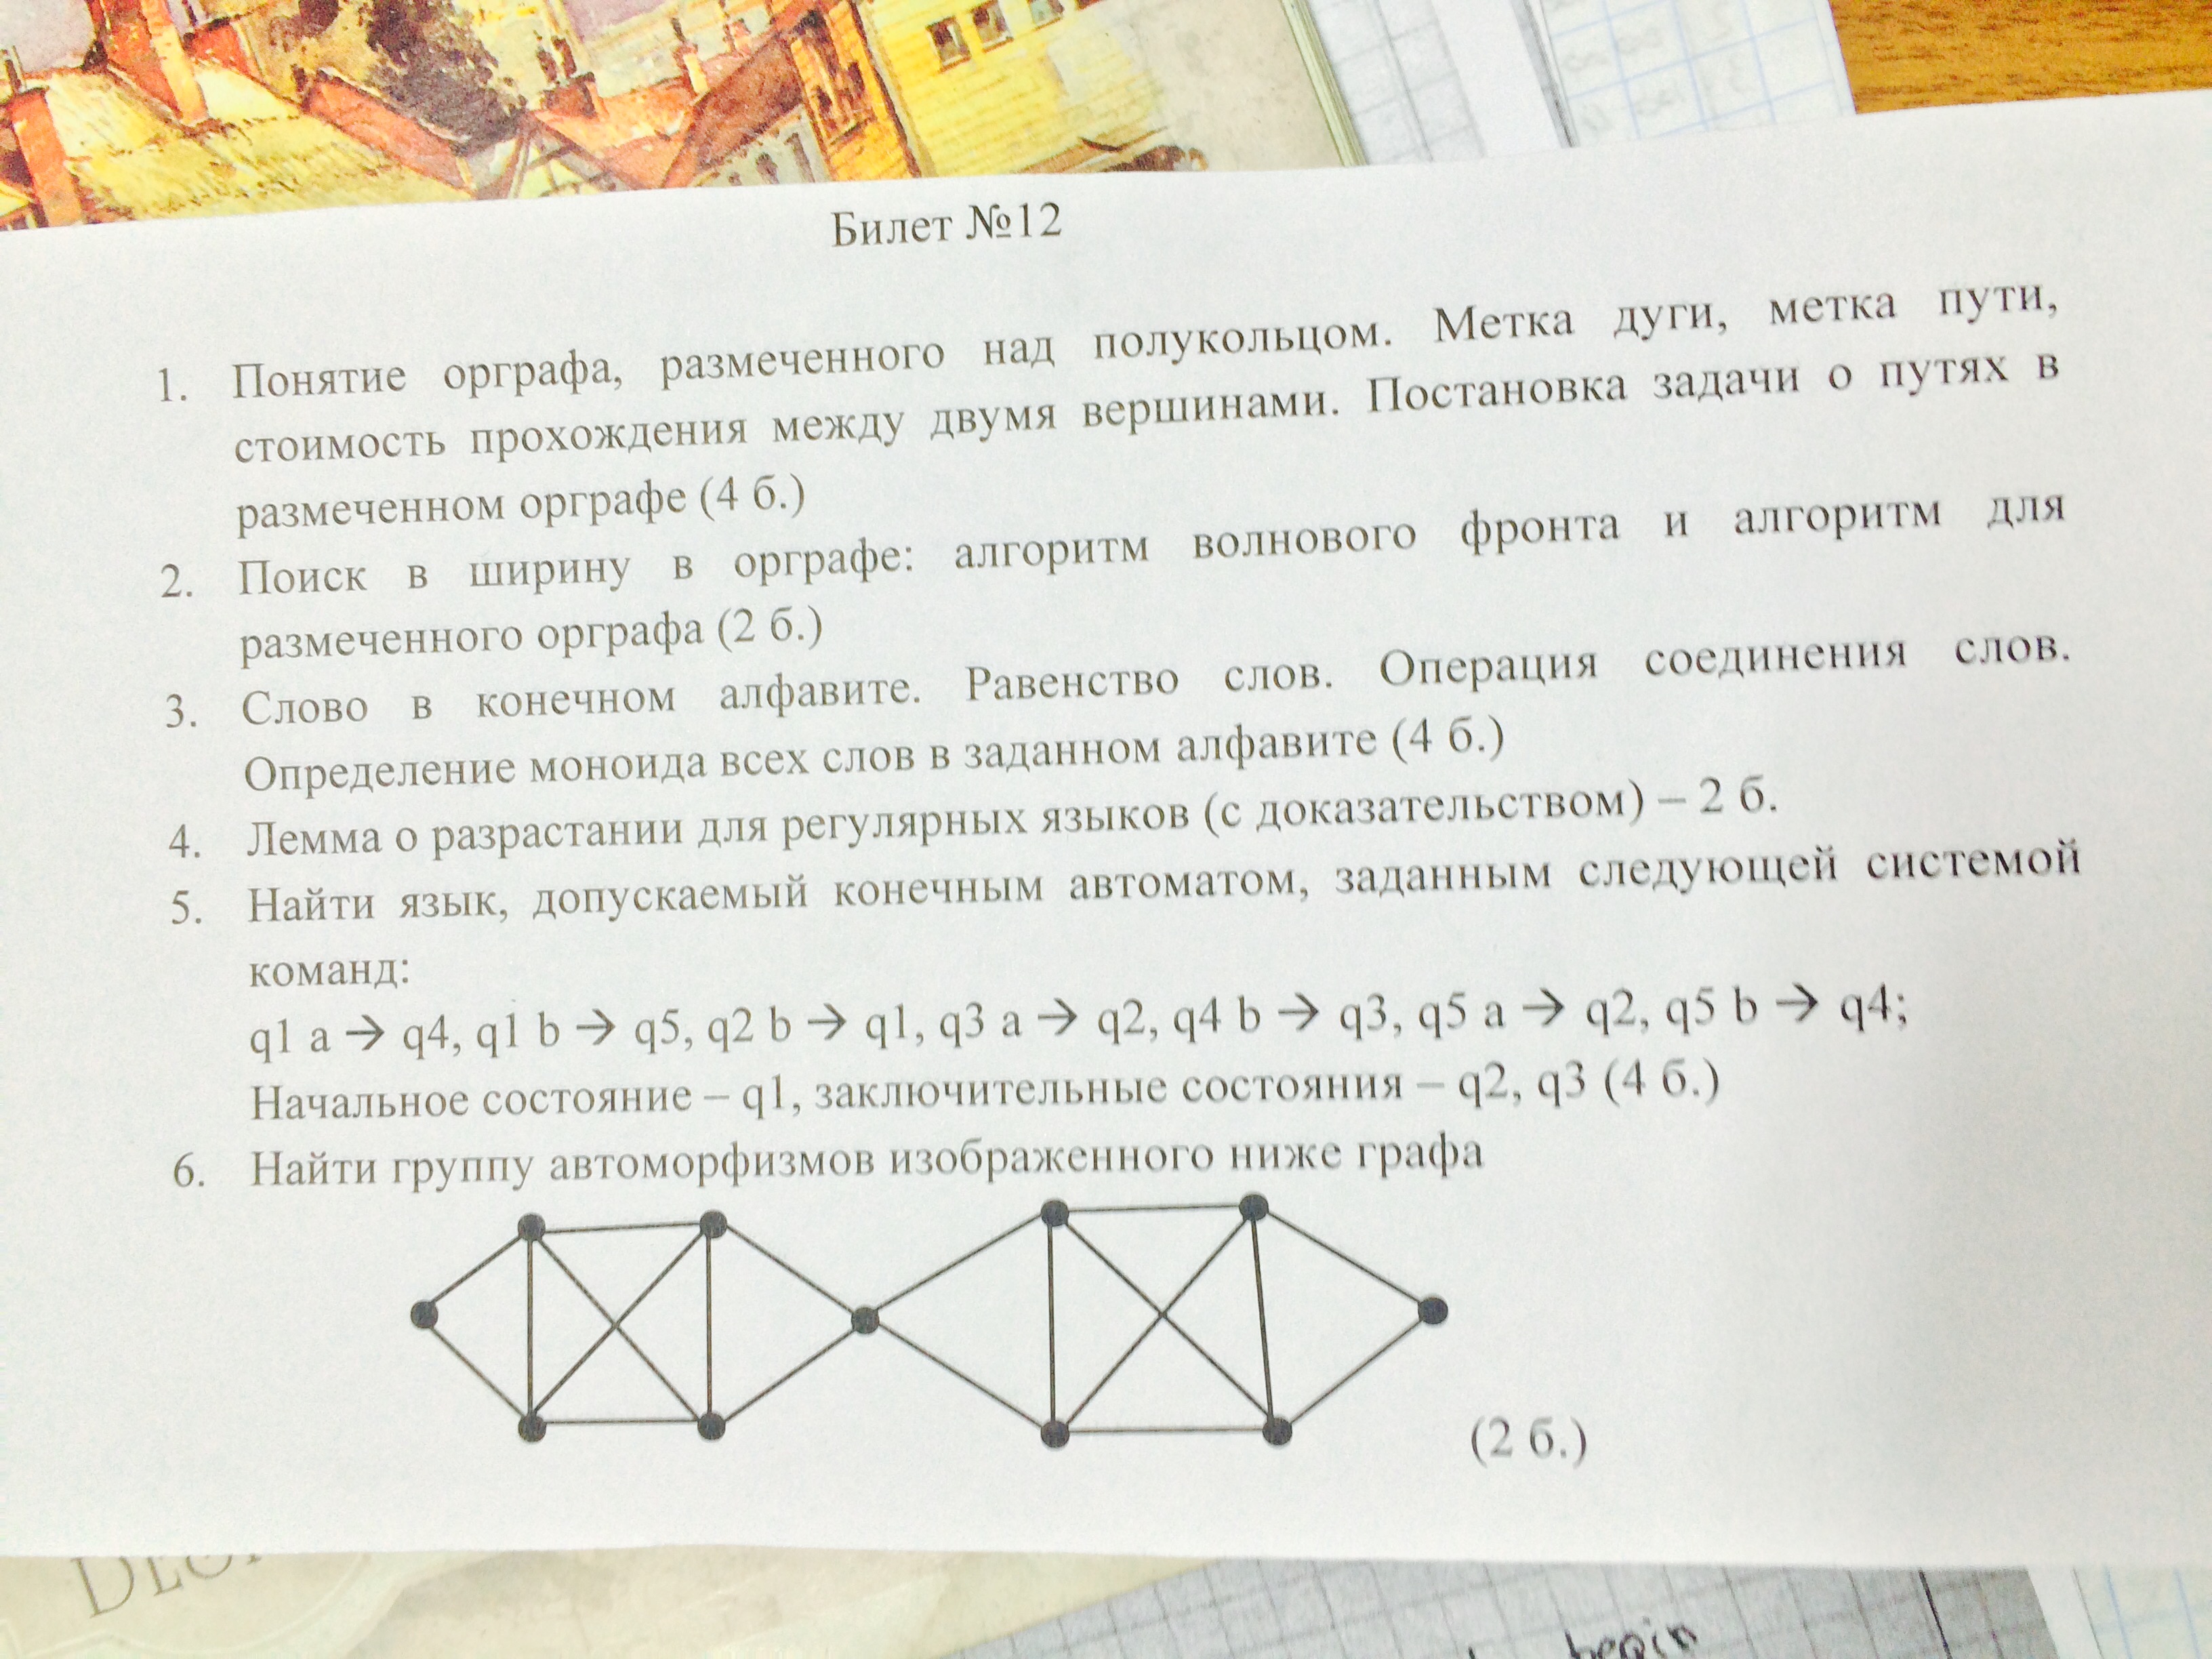 Билет №12
1. Понятие орграфа, размеченного над полукольцом. Метка дуги, метка пути,
стоимость прохождения между двумя вершинами. Постановка задачи о путях в
размеченном орграфе (4 б.)
2. Поиск в ширину в орграфе: алгоритм волнового фронта и алгоритм для
размеченного орграфа (2 б.)
3. Слово в конечном алфавите. Равенство слов. Операция соединения слов.
Определение моноида всех слов в заданном алфавите (4 б.)
4. Лемма о разрастании для регулярных языков (с доказательством) – 2 б.
5. Найти язык, допускаемый конечным автоматом, заданным следующей системой
команд:
q1 a → q4, q1 b → q5, q2 b → q1, q3 a → q2, q4 b → q3, q5 a → q2, q5 b → q4;
Начальное состояние – q1, заключительные состояния – q2, q3 (4 б.)
6. Найти группу автоморфизмов изображенного ниже графа
(2 б.)
begin